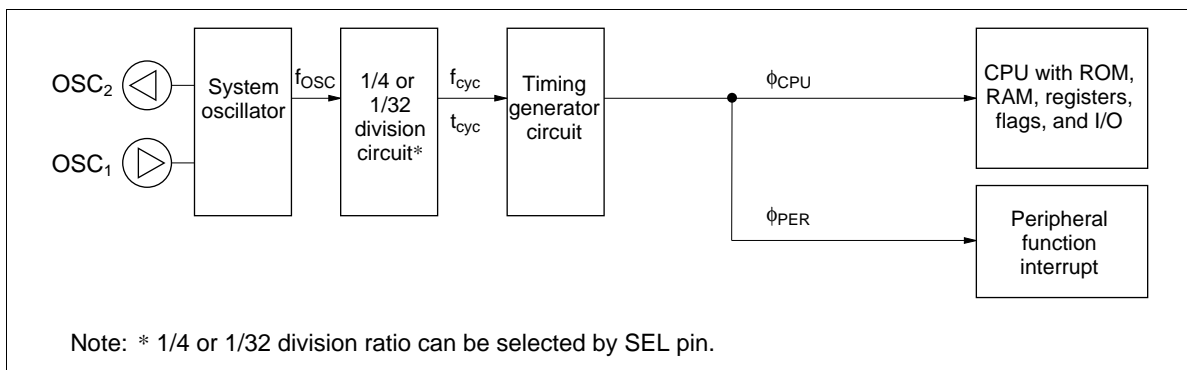 OSC₂
OSC₁
System
oscillator
fOSC
1/4 or
1/32
division
circuit*
fcyc
tcyc
Timing
generator
circuit
ϕCPU
ϕPER
CPU with ROM,
RAM, registers,
flags, and I/O
Peripheral
function
interrupt
Note: * 1/4 or 1/32 division ratio can be selected by SEL pin.